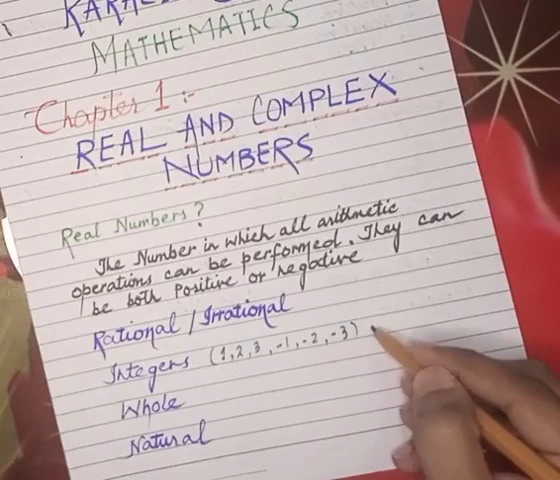 MATHEMATICS
Chapter 1 :-
REAL AND COMPLEX
NUMBERS
Real Numbers ?
The Number in which all arithmetic
operations can be performed. They can
be both Positive or negative
Rational / Irrational
Integers (1,2,3,-1,-2,-3)
Whole
Natural